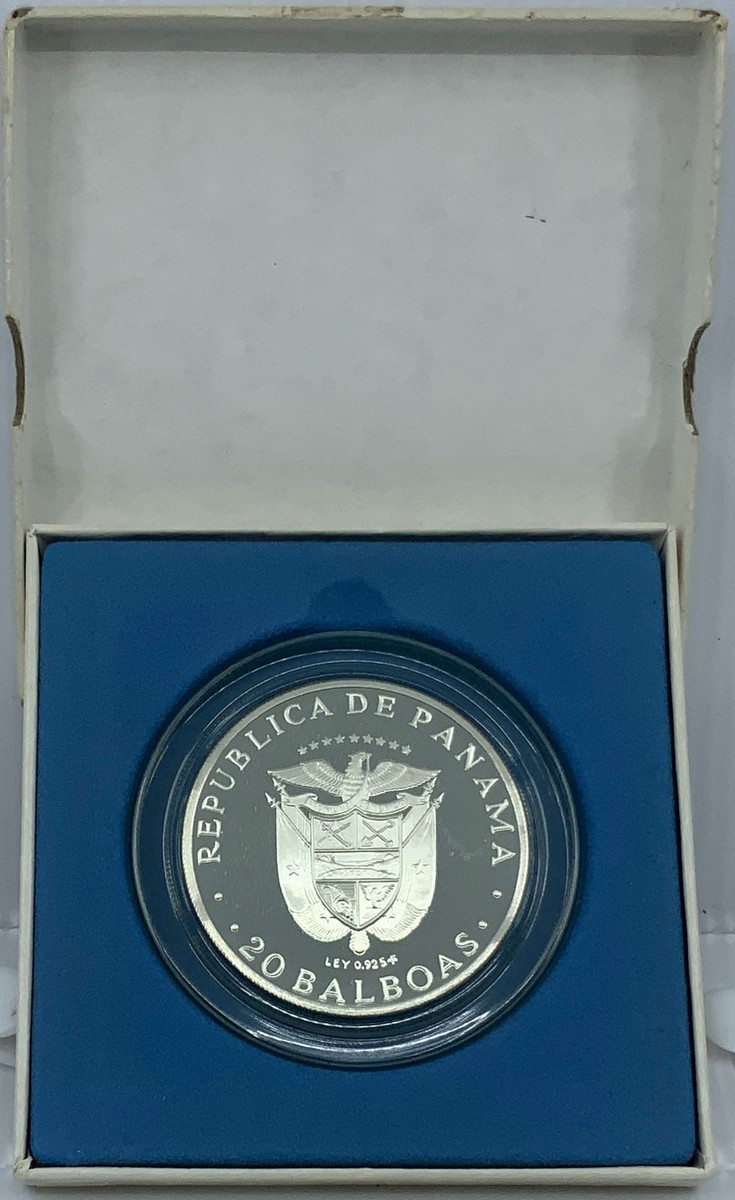 REPUBLICA DE PANAMA
LEY 0.925
20 BALBOAS